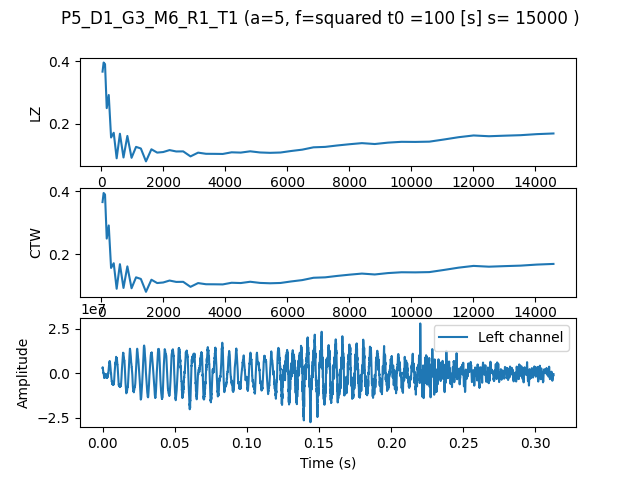 P5_D1_G3_M6_R1_T1 (a=5, f=squared t0 =100 [s] s= 15000 )
0.4
0.2
LZ
0 2000 4000 6000 8000 10000 12000 14000
0.4
0.2
CTW
0 2000 4000 6000 8000 10000 12000 14000
1e7
2.5
0.0
−2.5
Amplitude
Left channel
0.00 0.05 0.10 0.15 0.20 0.25 0.30
Time (s)